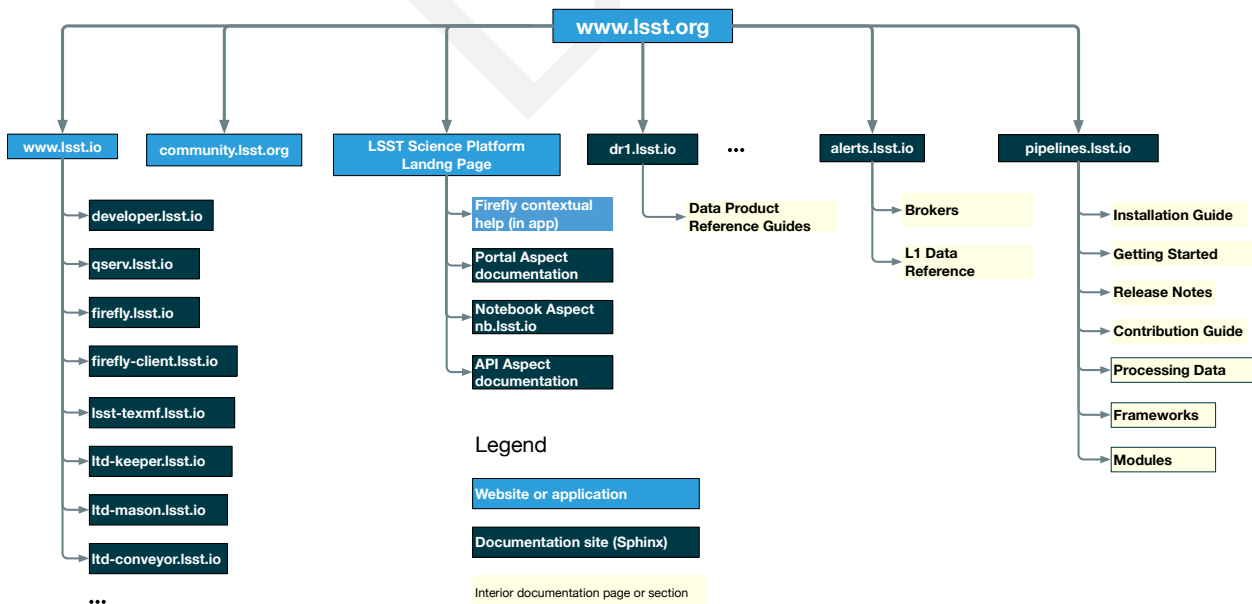 www.lsst.org
www.lsst.io
community.lsst.org
LSST Science Platform
Landng Page
dr1.lsst.io
...
alerts.lsst.io
pipelines.lsst.io
developer.lsst.io
qserv.lsst.io
firefly.lsst.io
firefly-client.lsst.io
lsst-texmf.lsst.io
ltd-keeper.lsst.io
ltd-mason.lsst.io
ltd-conveyor.lsst.io
...
Firefly contextual
help (in app)
Portal Aspect
documentation
Notebook Aspect
nb.lsst.io
API Aspect
documentation
Data Product
Reference Guides
Brokers
L1 Data
Reference
Installation Guide
Getting Started
Release Notes
Contribution Guide
Processing Data
Frameworks
Modules
Legend
Website or application
Documentation site (Sphinx)
Interior documentation page or section